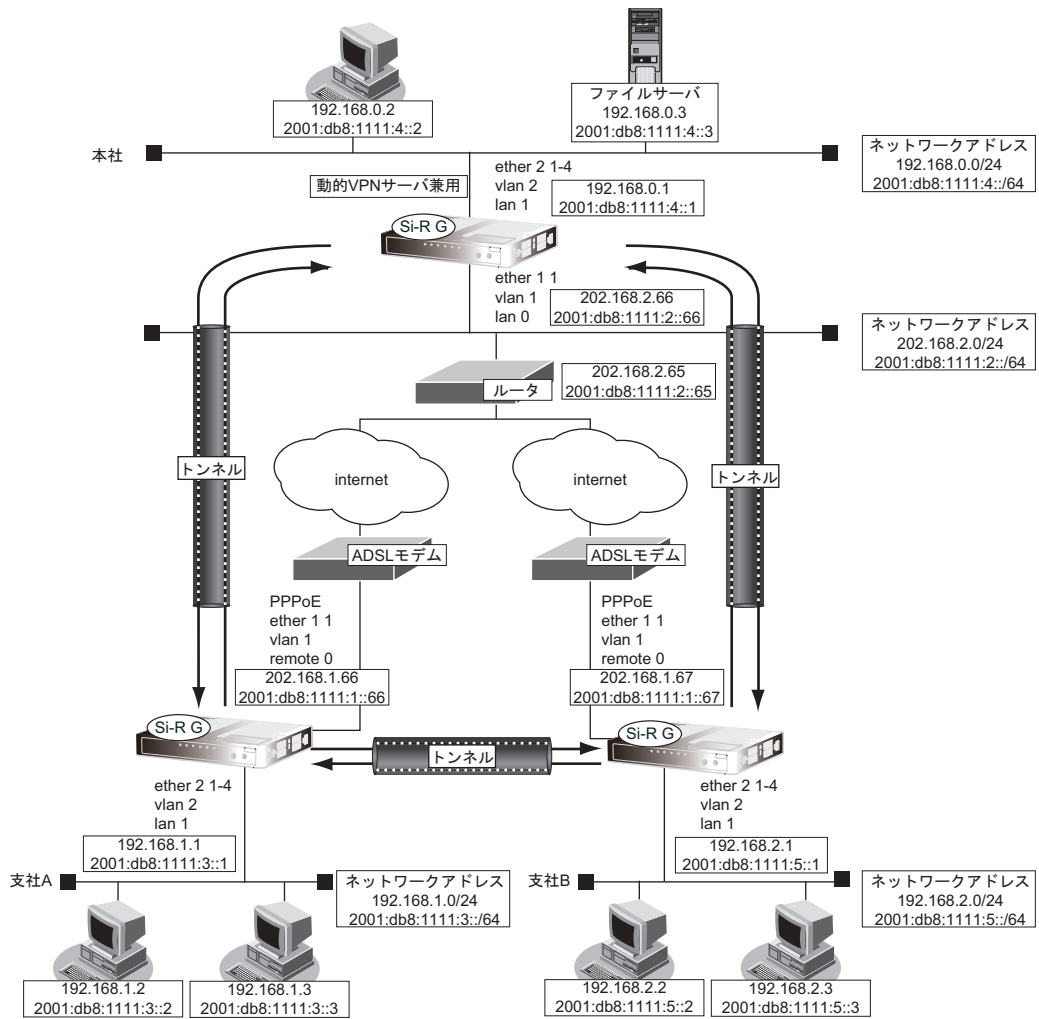 192.168.0.2
2001:db8:1111:4::2
ファイルサーバ
192.168.0.3
2001:db8:1111:4::3
本社
ネットワークアドレス
192.168.0.0/24
2001:db8:1111:4::/64
動的VPNサーバ兼用
ether 2 1-4
vlan 2
lan 1
192.168.0.1
2001:db8:1111:4::1
Si-R G
ether 1 1
vlan 1
lan 0
202.168.2.66
2001:db8:1111:2::66
ネットワークアドレス
202.168.2.0/24
2001:db8:1111:2::/64
ルータ
202.168.2.65
2001:db8:1111:2::65
トンネル
internet
internet
トンネル
ADSLモデム
ADSLモデム
PPPoE
ether 1 1
vlan 1
remote 0
202.168.1.66
2001:db8:1111:1::66
PPPoE
ether 1 1
vlan 1
remote 0
202.168.1.67
2001:db8:1111:1::67
Si-R G
トンネル
Si-R G
ether 2 1-4
vlan 2
lan 1
192.168.1.1
2001:db8:1111:3::1
ether 2 1-4
vlan 2
lan 1
192.168.2.1
2001:db8:1111:5::1
支社A
ネットワークアドレス
192.168.1.0/24
2001:db8:1111:3::/64
支社B
ネットワークアドレス
192.168.2.0/24
2001:db8:1111:5::/64
192.168.1.2
2001:db8:1111:3::2
192.168.1.3
2001:db8:1111:3::3
192.168.2.2
2001:db8:1111:5::2
192.168.2.3
2001:db8:1111:5::3